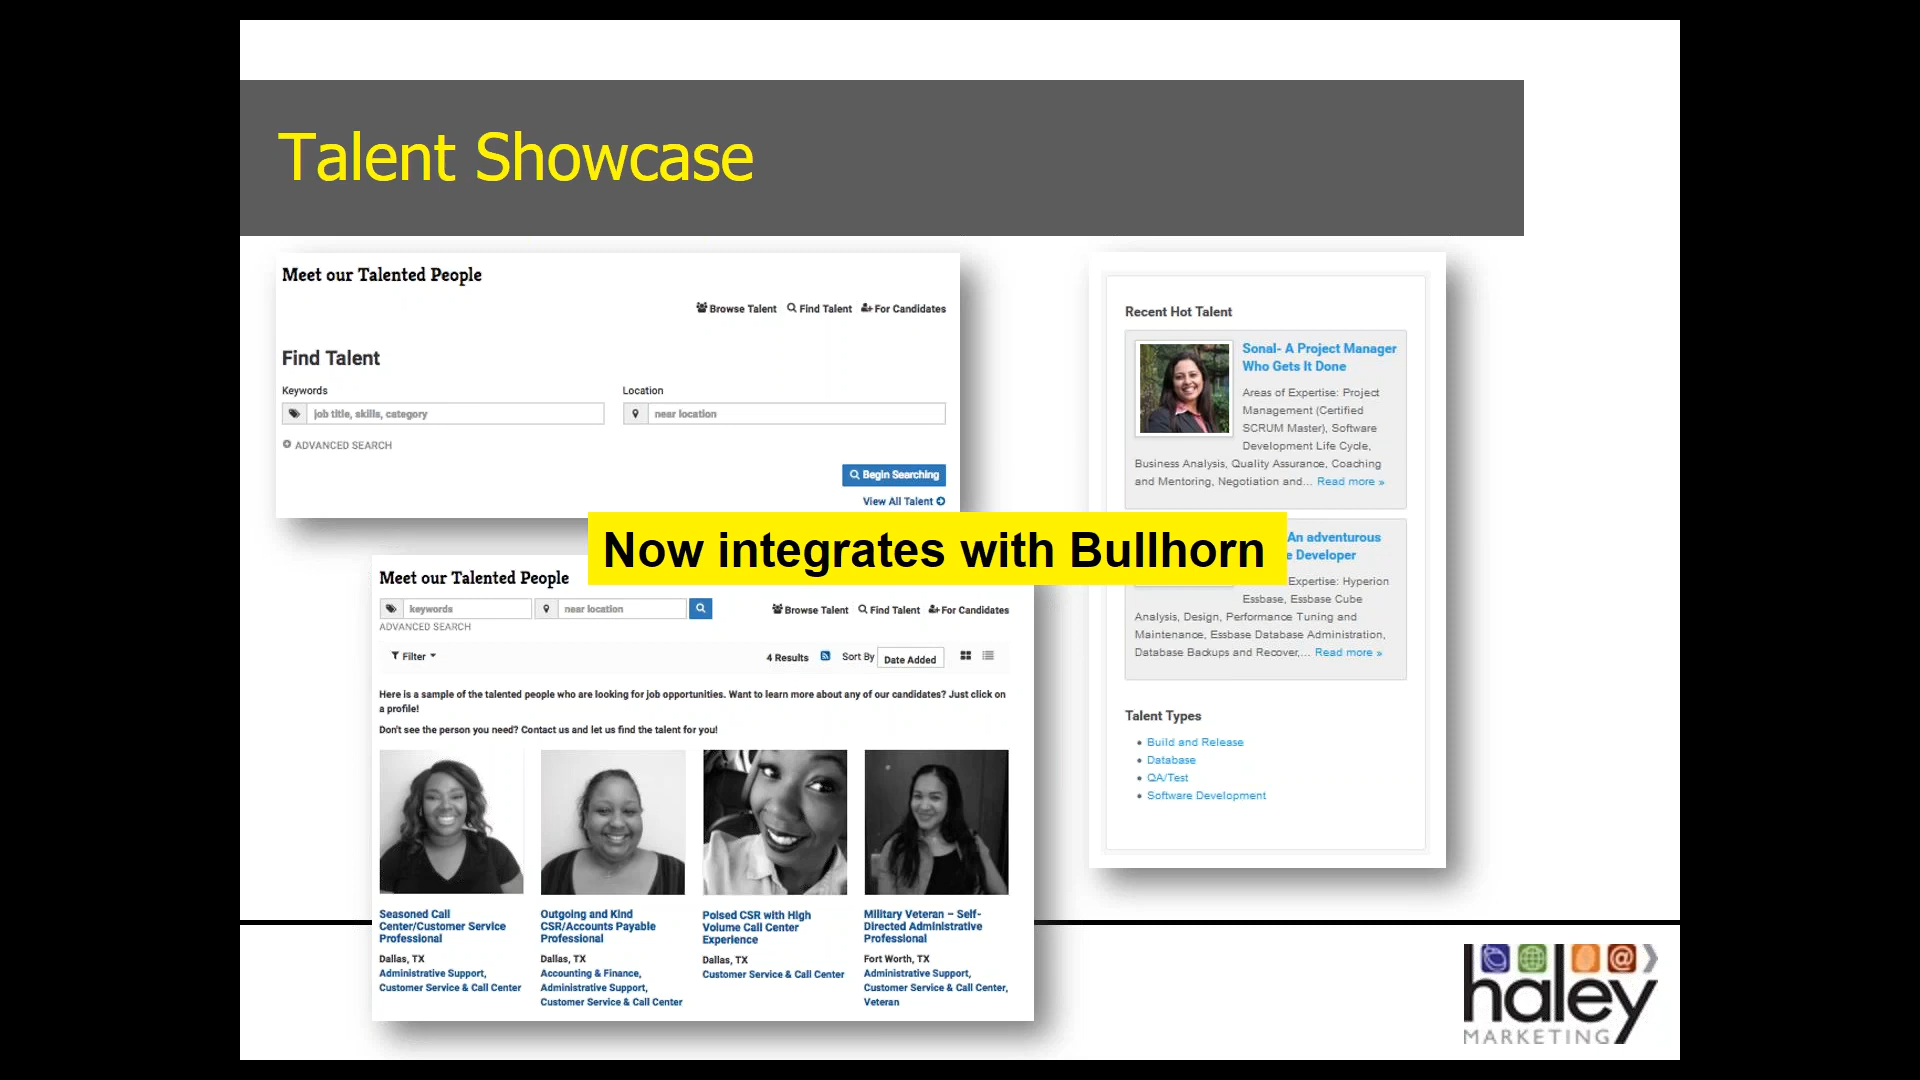 Talent Showcase
Meet our Talented People
Browse Talent Find Talent For Candidates
Find Talent
Keywords
Location
job title, skills, category
near location
ADVANCED SEARCH
Begin Searching
View All Talent
Now integrates with Bullhorn
Meet our Talented People
keywords
near location
Browse Talent Find Talent For Candidates
ADVANCED SEARCH
Filter
4 Results
Sort By
Date Added
Here is a sample of the talented people who are looking for job opportunities. Want to learn more about any of our candidates? Just click on
a profile!
Don't see the person you need? Contact us and let us find the talent for you!
Seasoned Call
Center/Customer Service
Professional
Dallas, TX
Administrative Support,
Customer Service & Call Center
Outgoing and Kind
CSR/Accounts Payable
Professional
Dallas, TX
Accounting & Finance,
Administrative Support,
Customer Service & Call Center
Poised CSR with High
Volume Call Center
Experience
Dallas, TX
Customer Service & Call Center
Military Veteran – Self-
Directed Administrative
Professional
Fort Worth, TX
Administrative Support,
Customer Service & Call Center,
Veteran
Recent Hot Talent
Sonal- A Project Manager
Who Gets It Done
Areas of Expertise: Project
Management (Certified
SCRUM Master), Software
Development Life Cycle,
Business Analysis, Quality Assurance, Coaching
and Mentoring, Negotiation and... Read more »
An adventurous
e Developer
Expertise: Hyperion
Essbase, Essbase Cube
Analysis, Design, Performance Tuning and
Maintenance, Essbase Database Administration,
Database Backups and Recover,... Read more »
Talent Types
Build and Release
Database
QA/Test
Software Development
haley
MARKETING